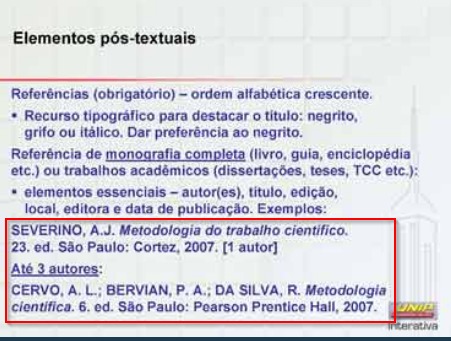 Elementos pós-textuais
Referências (obrigatório) – ordem alfabética crescente.
• Recurso tipográfico para destacar o título: negrito,
grifo ou itálico. Dar preferência ao negrito.
Referência de monografia completa (livro, guia, enciclopédia
etc.) ou trabalhos acadêmicos (dissertações, teses, TCC etc.):
• elementos essenciais – autor(es), título, edição,
local, editora e data de publicação. Exemplos:
SEVERINO, A.J. Metodologia do trabalho científico.
23. ed. São Paulo: Cortez, 2007. [1 autor]
Até 3 autores:
CERVO, A. L.; BERVIAN, P. A.; DA SILVA, R. Metodologia
científica. 6. ed. São Paulo: Pearson Prentice Hall, 2007.
UNIP
Interativa